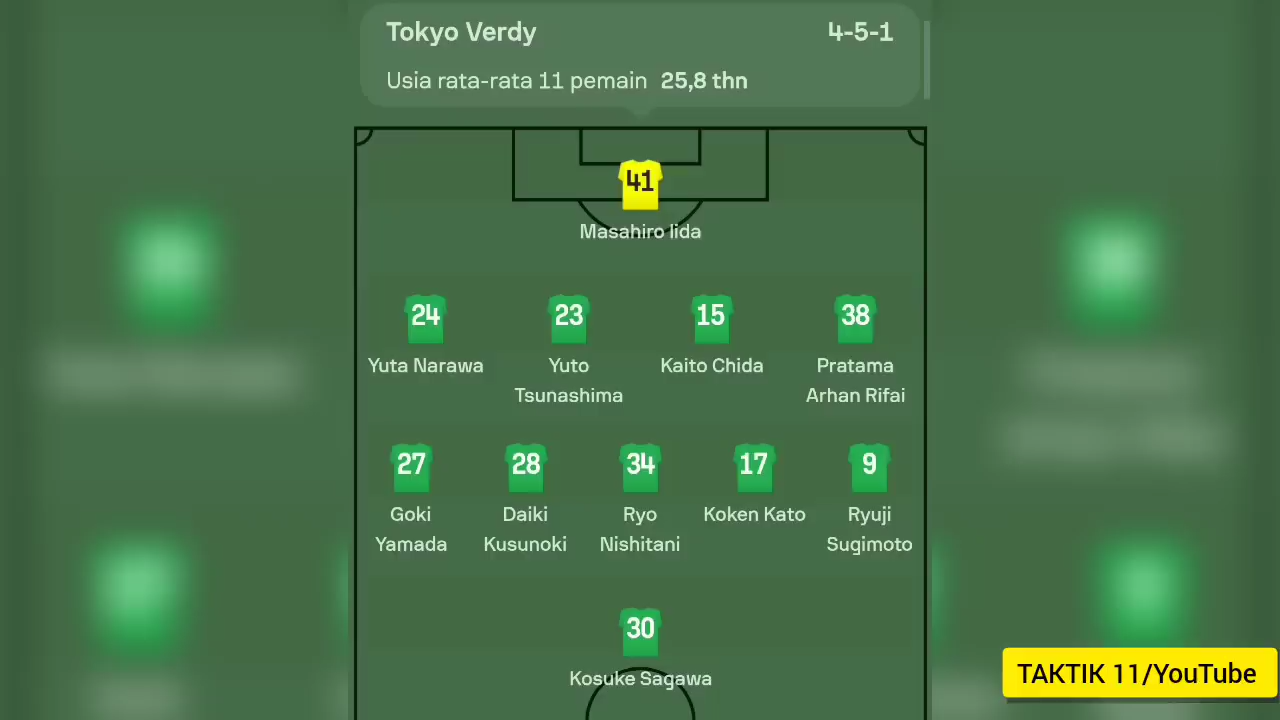 Tokyo Verdy 4-5-1
Usia rata-rata 11 pemain 25,8 thn
41
Masahiro Iida
24 23 15 38
Yuta Narawa Yuto Kaito Chida Pratama
Tsunashima Arhan Rifai
27 28 34 17 9
Goki Daiki Ryo Koken Kato Ryuji
Yamada Kusunoki Nishitani Sugimoto
30
Kosuke Sagawa
TAKTIK 11/YouTube